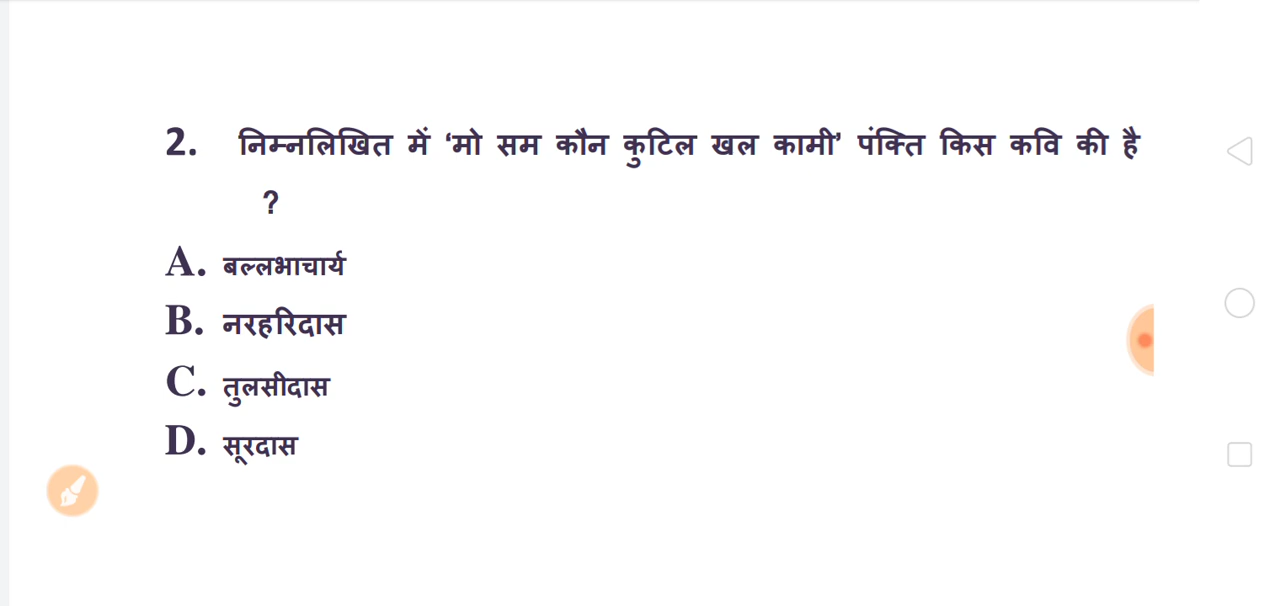 2. निम्नलिखित में ‘मो सम कौन कुटिल खल कामी’ पंक्ति किस कवि की है
?
A. बल्लभाचार्य
B. नरहरिदास
C. तुलसीदास
D. सूरदास